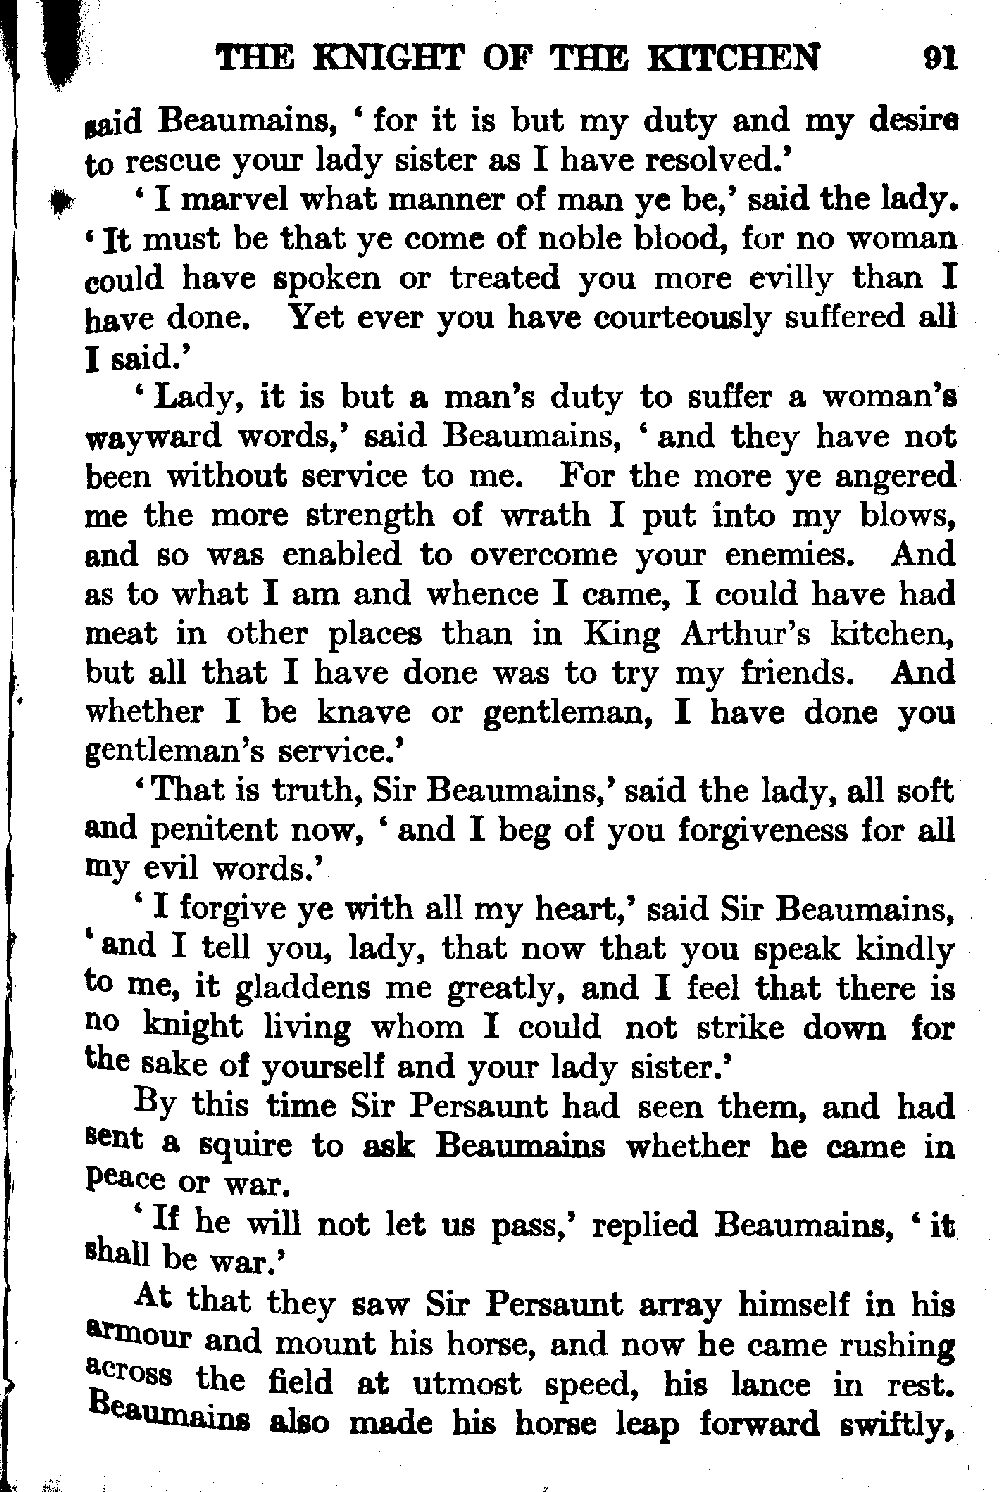 THE KNIGHT OF THE KITCHEN 91
said Beaumains, ‘ for it is but my duty and my desire
to rescue your lady sister as I have resolved.’
‘ I marvel what manner of man ye be,’ said the lady.
‘ It must be that ye come of noble blood, for no woman
could have spoken or treated you more evilly than I
have done. Yet ever you have courteously suffered all
I said.’
‘ Lady, it is but a man’s duty to suffer a woman’s
wayward words,’ said Beaumains, ‘ and they have not
been without service to me. For the more ye angered
me the more strength of wrath I put into my blows,
and so was enabled to overcome your enemies. And
as to what I am and whence I came, I could have had
meat in other places than in King Arthur’s kitchen,
but all that I have done was to try my friends. And
whether I be knave or gentleman, I have done you
gentleman’s service.’
‘ That is truth, Sir Beaumains,’ said the lady, all soft
and penitent now, ‘ and I beg of you forgiveness for all
my evil words.’
‘ I forgive ye with all my heart,’ said Sir Beaumains,
‘ and I tell you, lady, that now that you speak kindly
to me, it gladdens me greatly, and I feel that there is
no knight living whom I could not strike down for
the sake of yourself and your lady sister.’
By this time Sir Persaunt had seen them, and had
sent a squire to ask Beaumains whether he came in
peace or war.
‘ If he will not let us pass,’ replied Beaumains, ‘ it
shall be war.’
At that they saw Sir Persaunt array himself in his
armour and mount his horse, and now he came rushing
across the field at utmost speed, his lance in rest.
Beaumains also made his horse leap forward swiftly,